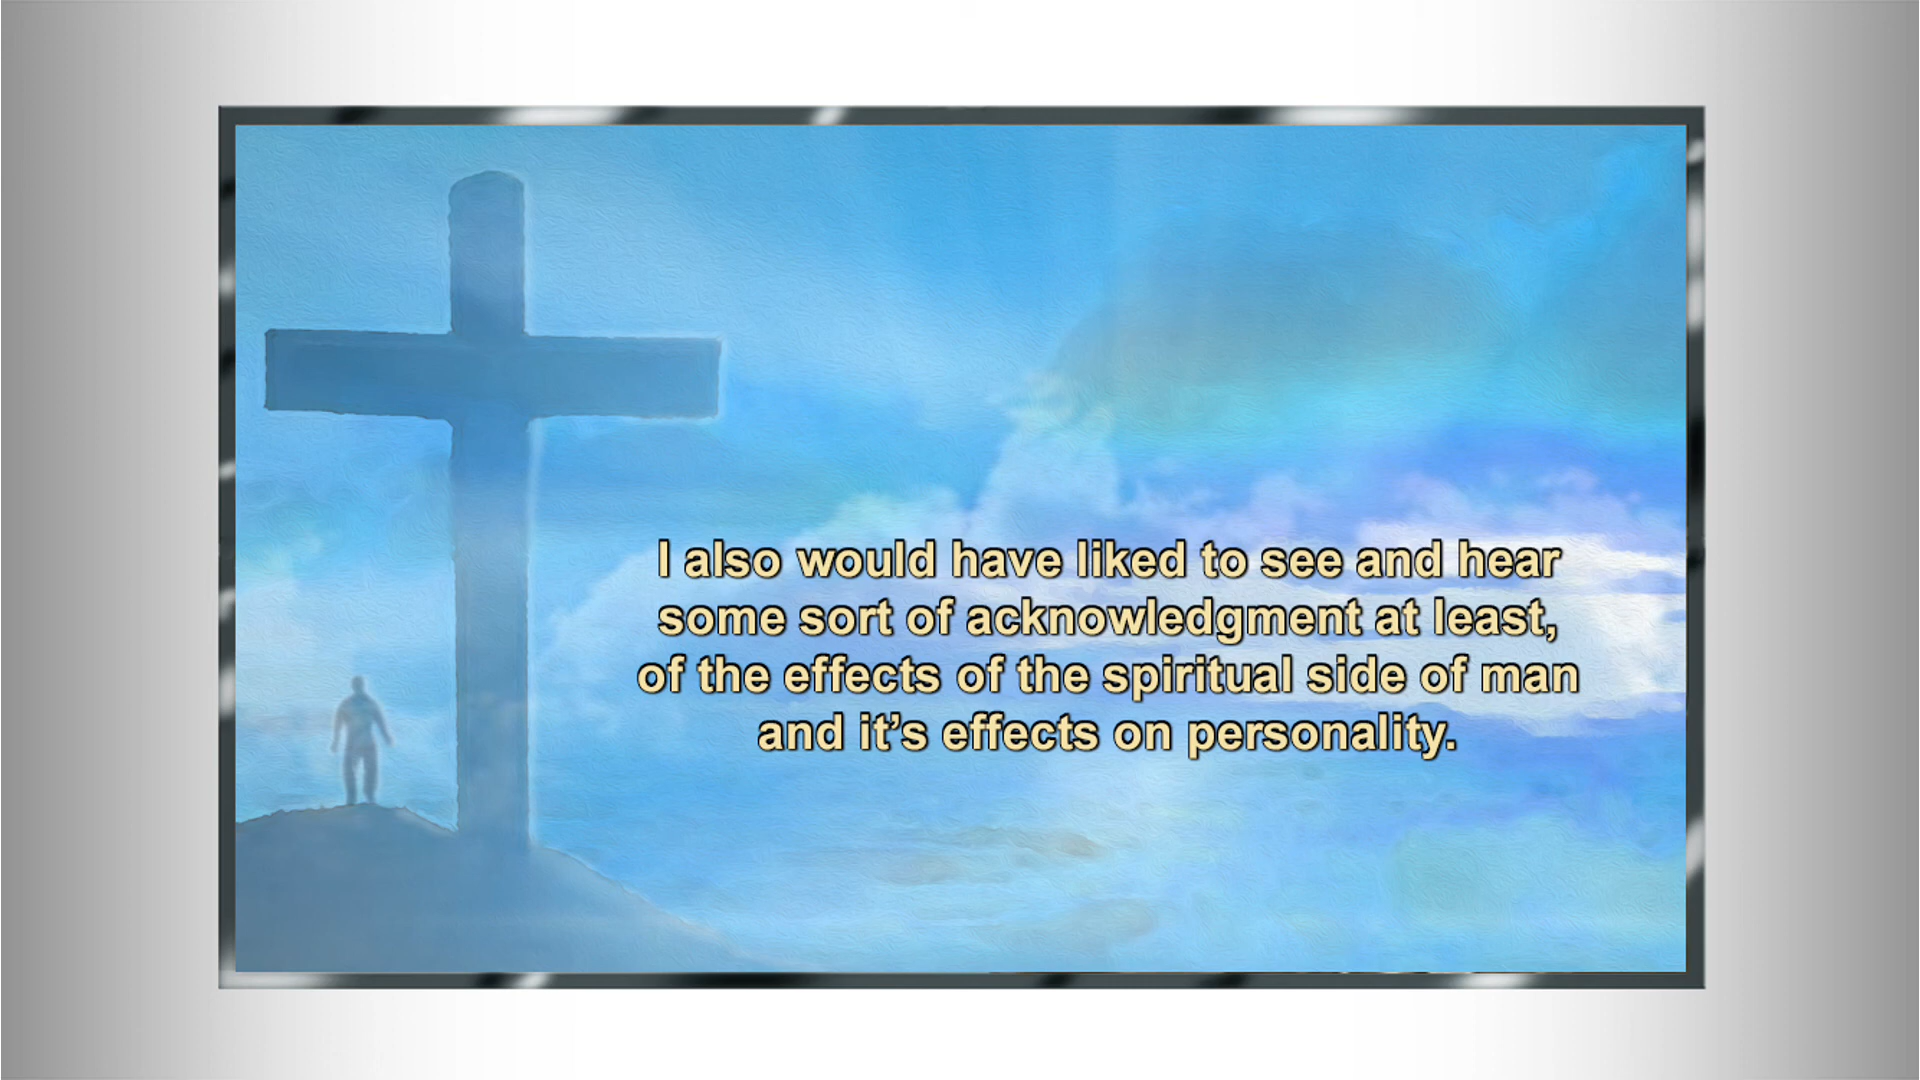 I also would have liked to see and hear
some sort of acknowledgment at least,
of the effects of the spiritual side of man
and it’s effects on personality.